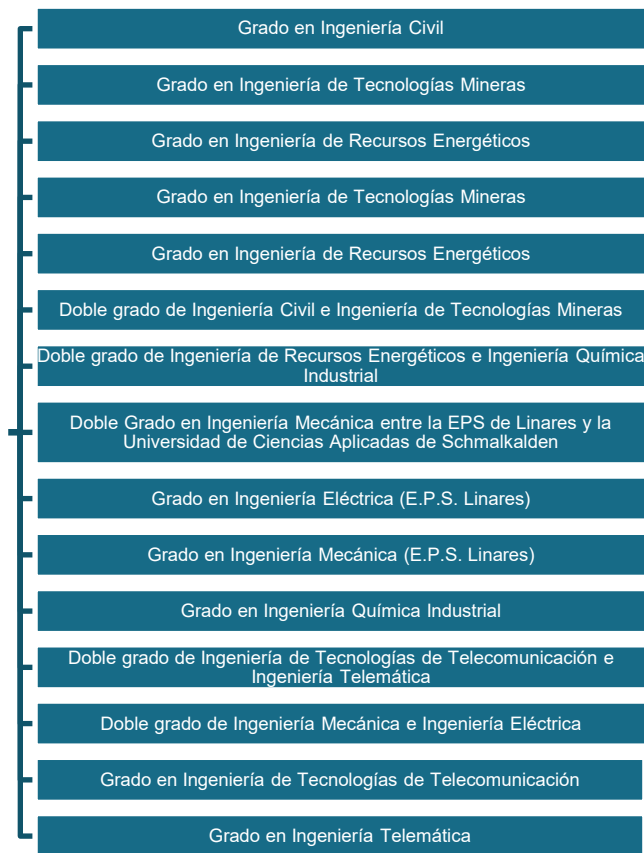 Grado en Ingeniería Civil
Grado en Ingeniería de Tecnologías Mineras
Grado en Ingeniería de Recursos Energéticos
Grado en Ingeniería de Tecnologías Mineras
Grado en Ingeniería de Recursos Energéticos
Doble grado de Ingeniería Civil e Ingeniería de Tecnologías Mineras
Doble grado de Ingeniería de Recursos Energéticos e Ingeniería Química
Industrial
Doble Grado en Ingeniería Mecánica entre la EPS de Linares y la
Universidad de Ciencias Aplicadas de Schmalkalden
Grado en Ingeniería Eléctrica (E.P.S. Linares)
Grado en Ingeniería Mecánica (E.P.S. Linares)
Grado en Ingeniería Química Industrial
Doble grado de Ingeniería de Tecnologías de Telecomunicación e
Ingeniería Telemática
Doble grado de Ingeniería Mecánica e Ingeniería Eléctrica
Grado en Ingeniería de Tecnologías de Telecomunicación
Grado en Ingeniería Telemática